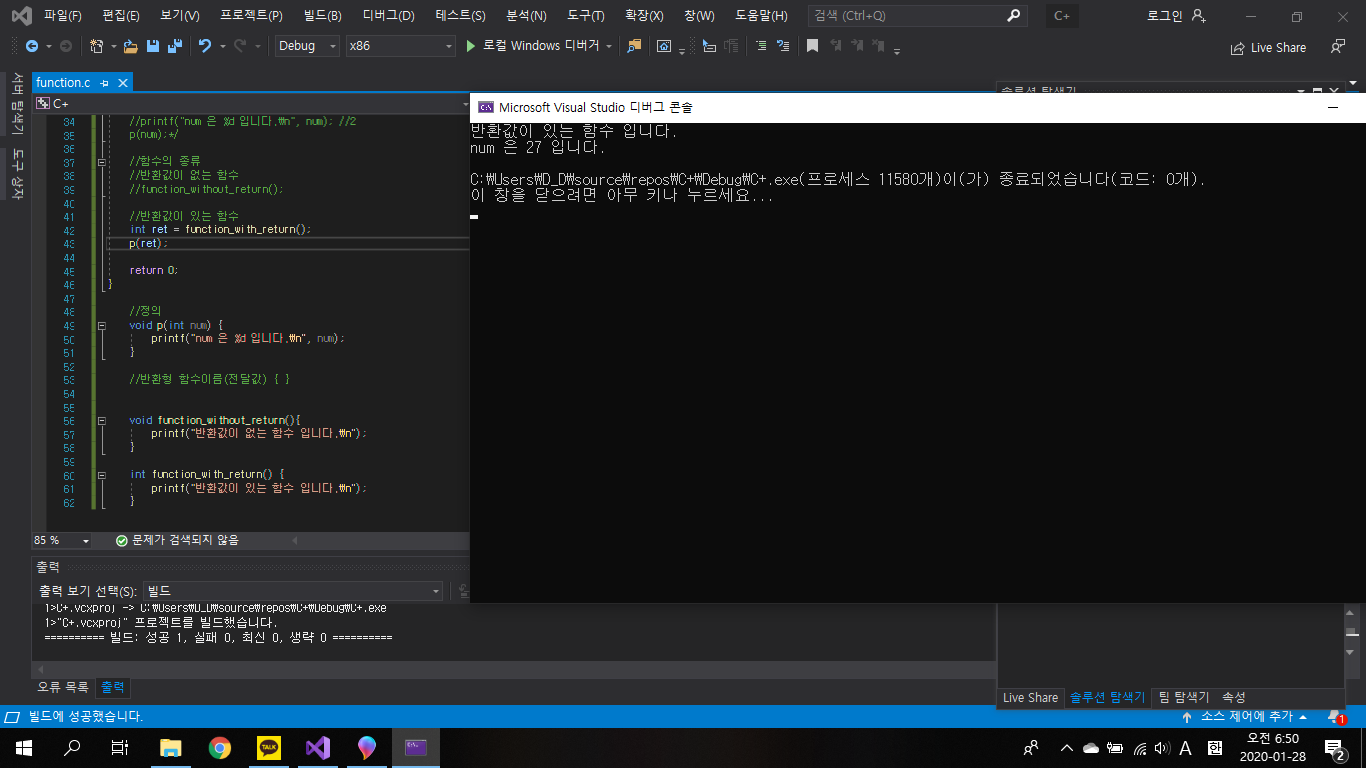 파일(F) 편집(E) 보기(V) 프로젝트(P) 빌드(B) 디버그(D) 테스트(S) 분석(N) 도구(T) 확장(X) 창(W) 도움말(H) 검색 (Ctrl+Q) C+ 로그인
Debug x86 로컬 Windows 디버거 Live Share
서버 탐색기
도구 상자
function.c
솔루션 탐색기
C+
34 //printf("num 은 %d 입니다.₩n", num); //2
35 p(num);*/
36
37 //함수의 종류
38 //반환값이 없는 함수
39 //function_without_return();
40
41 //반환값이 있는 함수
42 int ret = function_with_return();
43 p(ret);
44
45 return 0;
46 }
47
48 //정의
49 void p(int num) {
50 printf("num 은 %d 입니다.₩n", num);
51 }
52
53 //반환형 함수이름(전달값) { }
54
55
56 void function_without_return(){
57 printf("반환값이 없는 함수 입니다.₩n");
58 }
59
60 int function_with_return() {
61 printf("반환값이 있는 함수 입니다.₩n");
62 }
Microsoft Visual Studio 디버그 콘솔
반환값이 있는 함수 입니다.
num 은 27 입니다.
C:₩Users₩D_D₩source₩repos₩C+₩Debug₩C+.exe(프로세스 11580개)이(가) 종료되었습니다(코드: 0개).
이 창을 닫으려면 아무 키나 누르세요...
85 % 문제가 검색되지 않음
출력
출력 보기 선택(S): 빌드
1>C+.vcxproj -> C:₩Users₩D_D₩source₩repos₩C+₩Debug₩C+.exe
1>"C+.vcxproj" 프로젝트를 빌드했습니다.
========== 빌드: 성공 1, 실패 0, 최신 0, 생략 0 ==========
오류 목록 출력
Live Share 솔루션 탐색기 팀 탐색기 속성
빌드에 성공했습니다. 소스 제어에 추가 1
TALK
A 한 오전 6:50
2020-01-28
2